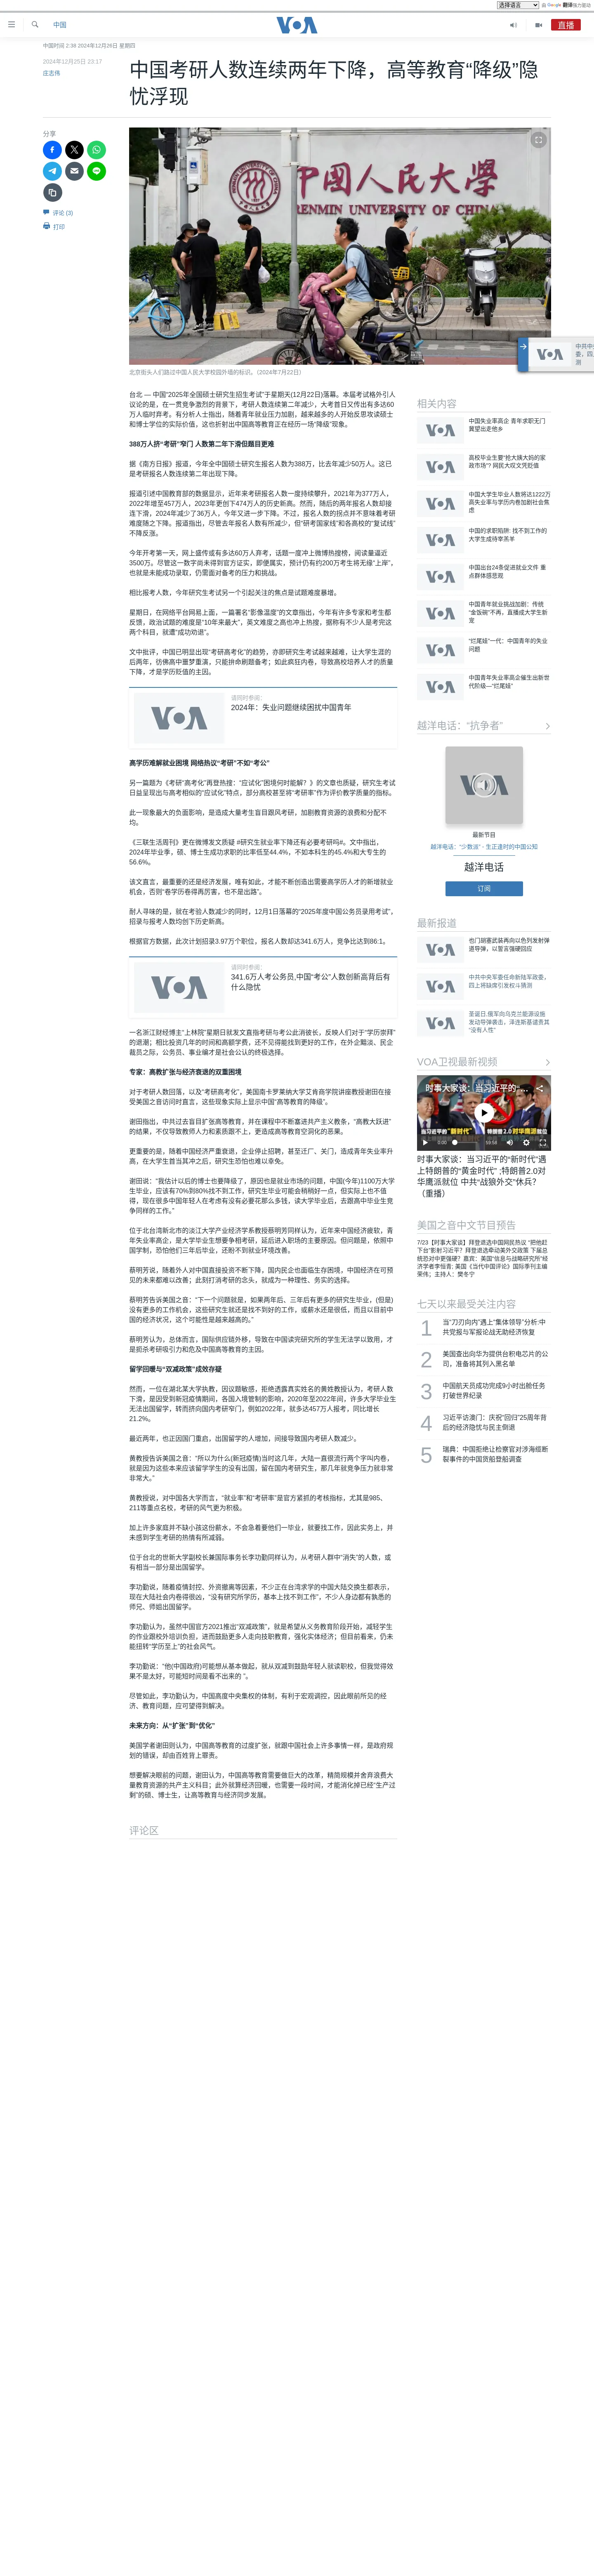 选择语言
由 Google 翻译强力驱动
中国
VOA
直播
中国时间 2:38 2024年12月26日 星期四
2024年12月25日 23:17
庄志伟
中国考研人数连续两年下降，高等教育“降级”隐
忧浮现
分享
评论 (3)
打印
中国人民大学
RENMIN UNIVERSITY OF CHINA
北京街头人们路过中国人民大学校园外墙的标识。（2024年7月22日）
台北 — 中国“2025年全国硕士研究生招生考试”于星期天(12月22日)落幕。本届考试格外引人
议论的是，在一贯竞争激烈的背景下，考研人数连续第二年减少，大考首日又传出有多达60
万人临时弃考。有分析人士指出，随着青年就业压力加剧，越来越多的人开始反思攻读硕士
和博士学位的实际价值，这也折射出中国高等教育正在经历一场“降级”现象。
388万人挤“考研”窄门 人数第二年下滑但题目更难
据《南方日报》报道，今年全国硕士研究生报名人数为388万，比去年减少50万人。这已
是考研报名人数连续第二年出现下降。
报道引述中国教育部的数据显示，近年来考研报名人数一度持续攀升，2021年为377万人，
2022年增至457万人，2023年更创下474万人的历史新高。然而，随后的两年报名人数却接
连下滑，2024年减少了36万人，今年又进一步下降。不过，报名人数的拐点并不意味着考研
难度随之下降。报道指出，尽管去年报名人数有所减少，但“研考国家线”和各高校的“复试线”
不降反涨。
今年开考第一天，网上盛传或有多达60万人弃考，话题一度冲上微博热搜榜，阅读量逼近
3500万。尽管这一数字尚未得到官方证实，即便属实，预计仍有约200万考生将无缘“上岸”，
也就是未能成功录取，仍需面对备考的压力和挑战。
相比报考人数，今年研究生考试另一个引起关注的焦点是试题难度暴增。
星期日，在网络平台网易上面，一篇署名“影像温度”的文章指出，今年有许多专家和考生都
反馈，政治试题的难度是“10年来最大”，英文难度之高也冲上热搜，据称有不少人是考完这
两个科目，就遭“成功劝退”。
文中批评，中国已明显出现“考研高考化”的趋势，亦即研究生考试越来越难，让大学生涯的
后两年，彷佛高中噩梦重演，只能拚命刷题备考；如此疯狂内卷，导致高校培养人才的质量
下降，才是学历贬值的主因。
请同时参阅：
2024年：失业问题继续困扰中国青年
高学历难解就业困境 网络热议“考研”不如“考公”
另一篇题为《考研“高考化”再登热搜：“应试化”困境何时能解？》的文章也质疑，研究生考试
日益呈现出与高考相似的“应试化”特点，部分高校甚至将“考研率”作为评价教学质量的指标。
此一现象最大的负面影响，是造成大量考生盲目跟风考研，加剧教育资源的浪费和分配不
均。
《三联生活周刊》更在微博发文质疑 #研究生就业率下降还有必要考研吗#。文中指出，
2024年毕业季，硕、博士生成功求职的比率低至44.4%，不如本科生的45.4%和大专生的
56.6%。
该文直言，最重要的还是经济发展，唯有如此，才能不断创造出需要高学历人才的新增就业
机会，否则“卷学历卷得再厉害，也不是出路”。
耐人寻味的是，就在考验人数减少的同时，12月1日落幕的“2025年度中国公务员录用考试”，
招录与报考人数均创下历史新高。
根据官方数据，此次计划招录3.97万个职位，报名人数却达341.6万人，竞争比达到86:1。
请同时参阅：
341.6万人考公务员,中国“考公”人数创新高背后有
什么隐忧
一名浙江财经博主“上林院”星期日就发文直指考研与考公此消彼长，反映人们对于“学历崇拜”
的退潮；相比投资几年的时间和高额学费，还不见得能找到更好的工作，在外企黯淡、民企
裁员之际，公务员、事业编才是社会公认的终极选择。
专家：高教扩张与经济衰退的双重困境
对于考研人数回落，以及“考研高考化”，美国南卡罗莱纳大学艾肯商学院讲座教授谢田在接
受美国之音访问时直言，这些现象实际上显示中国“高等教育的降级”。
谢田指出，中共过去盲目扩张高等教育，并在课程中不断塞进共产主义教条，“高教大跃进”
的结果，不仅导致教师人力和素质跟不上，更造成高等教育空洞化的恶果。
更重要的是，随着中国经济严重衰退，企业停止招聘，甚至迁厂、关门，造成青年失业率升
高，在大学生首当其冲之后，研究生恐怕也难以幸免。
谢田说：“我估计以后的博士也要降级了，原因也是就业市场的问题，中国(今年)1100万大学
生毕业，应该有70%到80%找不到工作，研究生毕业可能会稍稍好一点，但实际上也不值
得，现在很多中国年轻人在考虑有没有必要花那么多钱，读大学毕业后，去跟高中毕业生竞
争同样的工作。”
位于北台湾新北市的淡江大学产业经济学系教授蔡明芳同样认为，近年来中国经济疲软，青
年失业率高企，是大学毕业生想要争相考研，延后进入职场的主要原因。但问题是，依照中
国学制，恐怕他们三年后毕业，还盼不到就业环境改善。
蔡明芳说，随着外人对中国直接投资不断下降，国内民企也面临生存困境，中国经济在可预
见的未来都难以改善；此刻打消考研的念头，就成为一种理性、务实的选择。
蔡明芳告诉美国之音：“下一个问题就是，如果两年后、三年后有更多的研究生毕业，(但是)
没有更多的工作机会，这些研究生就还是找不到好的工作，或薪水还是很低，而且以目前中
国的经济状况，这个可能性是越来越高的。”
蔡明芳认为，总体而言，国际供应链外移，导致在中国读完研究所的学生无法学以致用，才
是扼杀考研吸引力和危及中国高等教育的主因。
留学回暖与“双减政策”成效存疑
然而，一位在湖北某大学执教，因议题敏感，拒绝透露真实姓名的黄姓教授认为，考研人数
下滑，是因受到新冠疫情期间，各国入境管制的影响，2020年至2022年间，许多大学毕业生
无法出国留学，转而挤向国内考研窄门，例如2022年，就多达457万人报考，同比增长
21.2%。
最近两年，也正因国门重启，出国留学的人增加，间接导致国内考研人数减少。
黄教授告诉美国之音：“所以为什么(新冠疫情)当时这几年，大陆一直很流行两个字叫内卷，
就是因为这些本来应该留学学生的没有出国，留在国内考研究生，那几年就竞争压力就非常
非常大。”
黄教授说，对中国各大学而言，“就业率”和“考研率”是官方紧抓的考核指标，尤其是985、
211等重点名校，考研的风气更为积极。
加上许多家庭并不缺小孩这份薪水，不会急着要他们一毕业，就要找工作，因此实务上，并
未感到学生考研的热情有所减弱。
位于台北的世新大学副校长兼国际事务长李功勤同样认为，从考研人群中“消失”的人数，或
有相当一部分是出国留学。
李功勤说，随着疫情封控、外资撤离等因素，不少正在台湾求学的中国大陆交换生都表示，
现在大陆社会内卷得很凶，“没有研究所学历，基本上找不到工作”，不少人身边都有熟悉的
师兄、师姐出国留学。
李功勤认为，虽然中国官方2021推出“双减政策”，就是希望从义务教育阶段开始，减轻学生
的作业跟校外培训负担，进而鼓励更多人走向技职教育，强化实体经济；但目前看来，仍未
能扭转“学历至上”的社会风气。
李功勤说：“他(中国政府)可能想从基本做起，就从双减到鼓励年轻人就读职校，但我觉得效
果不是太好，可能短时间是看不出来的 ”。
尽管如此，李功勤认为，中国高度中央集权的体制，有利于宏观调控，因此眼前所见的经
济、教育问题，应可望得到解决。
未来方向：从“扩张”到“优化”
美国学者谢田则认为，中国高等教育的过度扩张，就跟中国社会上许多事情一样，是政府规
划的错误，却由百姓背上罪责。
想要解决眼前的问题，谢田认为，中国高等教育需要做巨大的改革，精简规模并舍弃浪费大
量教育资源的共产主义科目；此外就算经济回暖，也需要一段时间，才能消化掉已经“生产过
剩”的硕、博士生，让高等教育与经济同步发展。
评论区
相关内容
中国失业率高企 青年求职无门
冀望出走他乡
高校毕业生要“抢大姨大妈的家
政市场”? 网民大叹文凭贬值
中国大学生毕业人数将达1222万
高失业率与学历内卷加剧社会焦
虑
中国的求职陷阱: 找不到工作的
大学生成待宰羔羊
中国出台24条促进就业文件 重
点群体感悲观
中国青年就业挑战加剧：传统
“金饭碗”不再，直播成大学生新
宠
“烂尾娃”一代：中国青年的失业
问题
中国青年失业率高企催生出新世
代阶级—“烂尾娃”
越洋电话：“抗争者”
最新节目
越洋电话：“少数派” - 生正逢时的中国公知
越洋电话
订阅
最新报道
也门胡塞武装再向以色列发射弹
道导弹，以誓言强硬回应
中共中央军委任命新陆军政委，
四上将缺席引发权斗猜测
圣诞日,俄军向乌克兰能源设施
发动导弹袭击，泽连斯基谴责其
“没有人性”
VOA卫视最新视频
时事大家谈：当习近平的“...
当习近平的“新时代” 特朗普2.0对华鹰派就位
0:00
59:58
时事大家谈：当习近平的“新时代”遇
上特朗普的“黄金时代” ;特朗普2.0对
华鹰派就位 中共“战狼外交”休兵？
（重播）
美国之音中文节目预告
7/23【时事大家谈】拜登退选中国网民热议 “把他赶
下台”影射习近平？拜登退选牵动美外交政策 下届总
统恐对中更强硬？嘉宾：美国“信息与战略研究所”经
济学者李恒青; 美国《当代中国评论》国际季刊主编
荣伟；主持人：樊冬宁
七天以来最受关注内容
1 当“刀刃向内”遇上“集体领导”分析:中
共党报与军报论战无助经济恢复
2 美国查出向华为提供台积电芯片的公
司，准备将其列入黑名单
3 中国航天员成功完成9小时出舱任务
打破世界纪录
4 习近平访澳门：庆祝“回归”25周年背
后的经济隐忧与民主倒退
5 瑞典：中国拒绝让检察官对涉海缆断
裂事件的中国货船登船调查